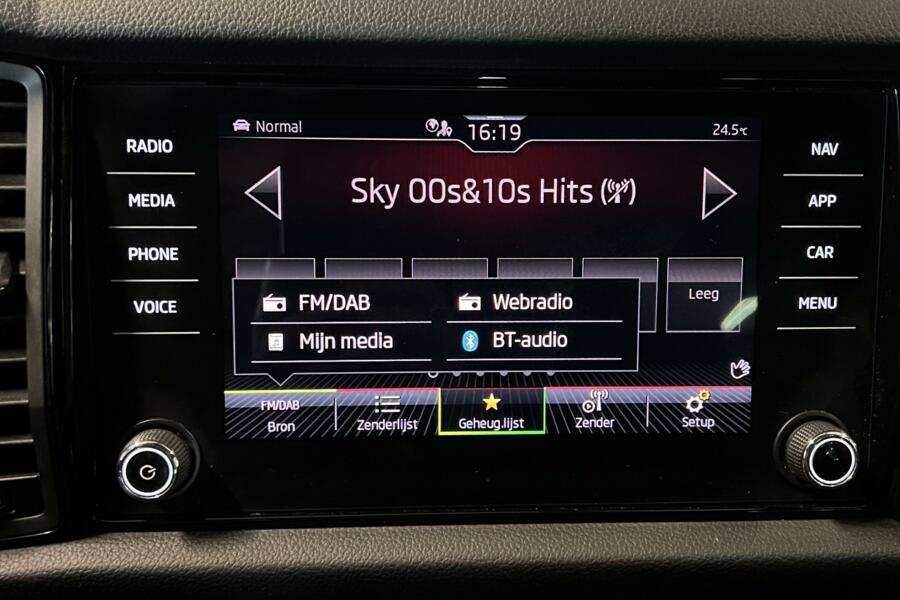 Normal
16:19
24.5°C
RADIO
MEDIA
PHONE
VOICE
Sky 00s&10s Hits
Leeg
FM/DAB
Webradio
Mijn media
BT-audio
FM/DAB
Bron
Zenderlijst
Geheug.lijst
Zender
Setup
NAV
APP
CAR
MENU